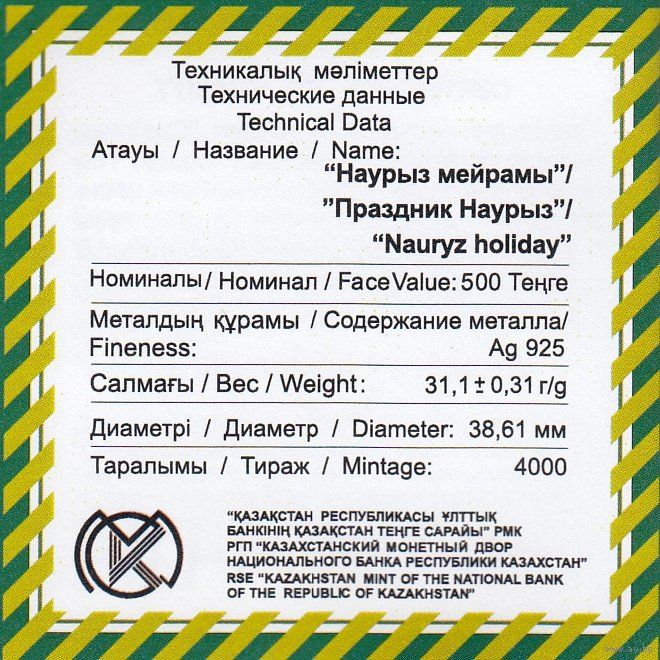 Техникалық мәліметтер
Технические данные
Technical Data
Атауы / Название / Name:
“Наурыз мейрамы”/
”Праздник Наурыз”/
“Nauryz holiday”
Номиналы/ Номинал / Face Value: 500 Теңге
Металдың құрамы / Содержание металла/
Fineness: Ag 925
Салмағы / Вес / Weight: 31,1 ± 0,31 г/g
Диаметрі / Диаметр / Diameter: 38,61 мм
Таралымы / Тираж / Mintage: 4000
“ҚАЗАҚСТАН РЕСПУБЛИКАСЫ ҰЛТТЫҚ
БАНКІНІҢ ҚАЗАҚСТАН ТЕҢГЕ САРАЙЫ” РМК
РГП “КАЗАХСТАНСКИЙ МОНЕТНЫЙ ДВОР
НАЦИОНАЛЬНОГО БАНКА РЕСПУБЛИКИ КАЗАХСТАН”
RSE “KAZAKHSTAN MINT OF THE NATIONAL BANK
OF THE REPUBLIC OF KAZAKHSTAN”